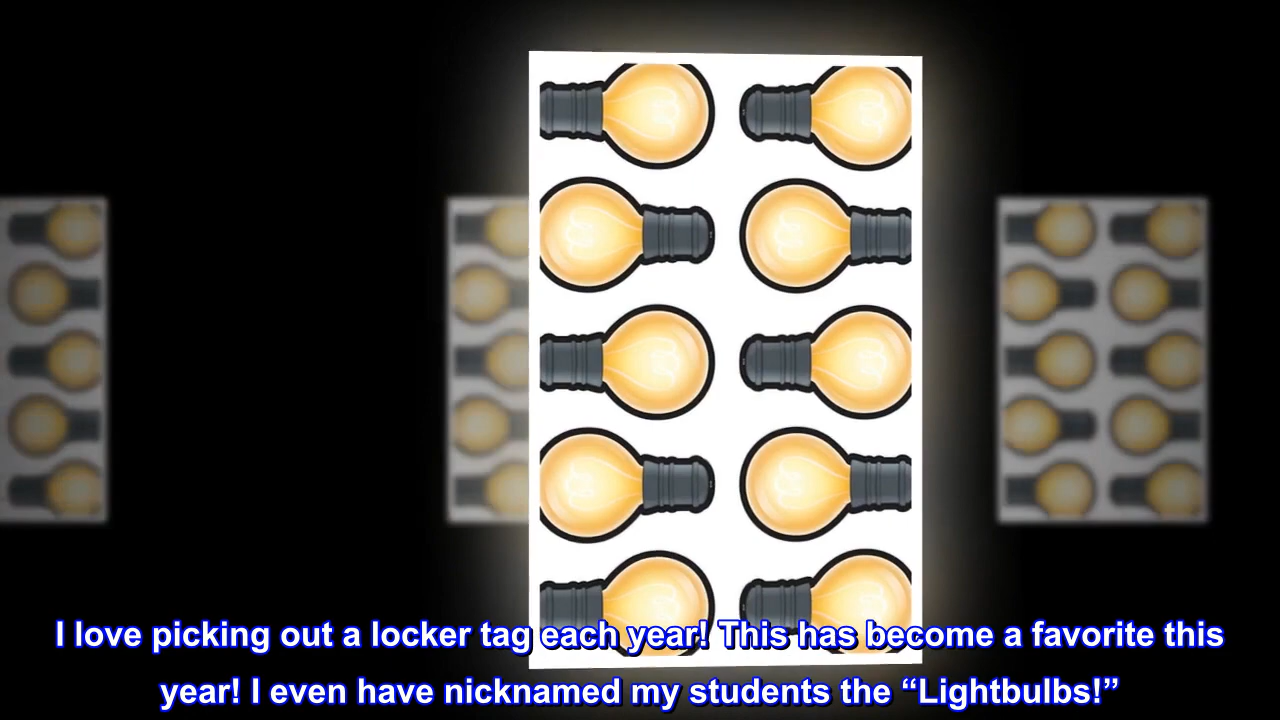 I love picking out a locker tag each year! This has become a favorite this
year! I even have nicknamed my students the “Lightbulbs!”